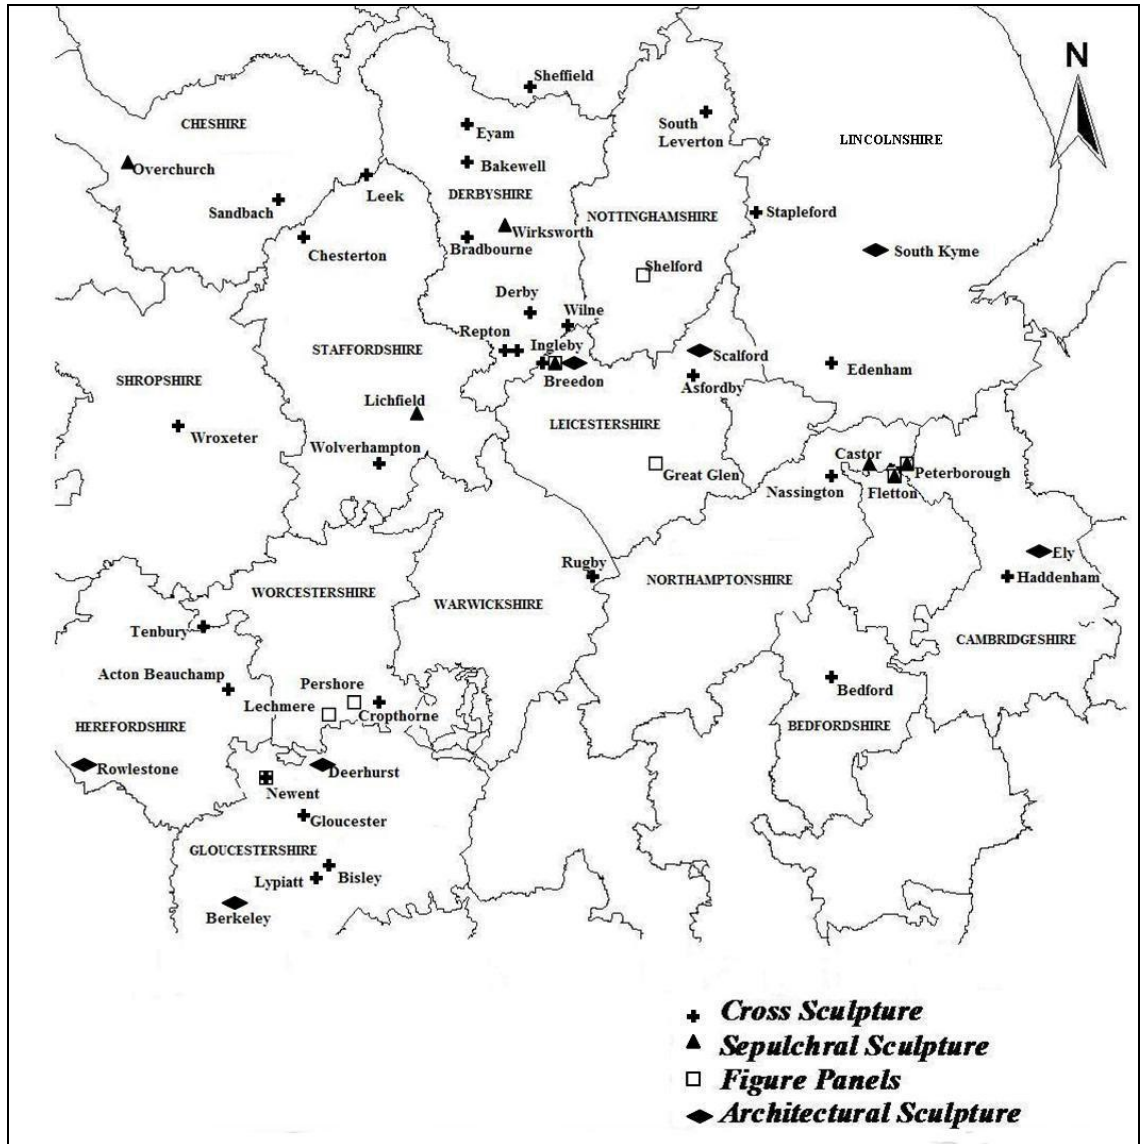 N
Sheffield
CHESHIRE
Eyam
South
Leverton
LINCOLNSHIRE
Overchurch
Bakewell
Leek
DERBYSHIRE
Sandbach
NOTTINGHAMSHIRE
Stapleford
Wirksworth
Bradbourne
Chesterton
South Kyme
Shelford
Derby
Wilne
Repton
Ingleby
STAFFORDSHIRE
Scalford
SHROPSHIRE
Breedon
Asfordby
Edenham
Lichfield
LEICESTERSHIRE
Wroxeter
Wolverhampton
Castor
Great Glen
Peterborough
Nassington
Fletton
Ely
Rugby
Haddenham
NORTHAMPTONSHIRE
WORCESTERSHIRE
WARWICKSHIRE
Tenbury
CAMBRIDGESHIRE
Acton Beauchamp
Pershore
Bedford
Lechmere
Cropthorne
HEREFORDSHIRE
BEDFORDSHIRE
Rowlestone
Deerhurst
Newent
Gloucester
GLOUCESTERSHIRE
Lypiatt
Bisley
Berkeley
Cross Sculpture
Sepulchral Sculpture
Figure Panels
Architectural Sculpture